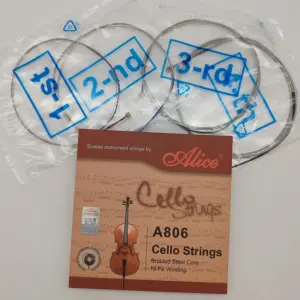 1-st
2-nd
3-rd
Bowed instrument strings by
Alice
Cello
Strings
A806
Cello Strings
Braided Steel Core
Ni-Fe Winding